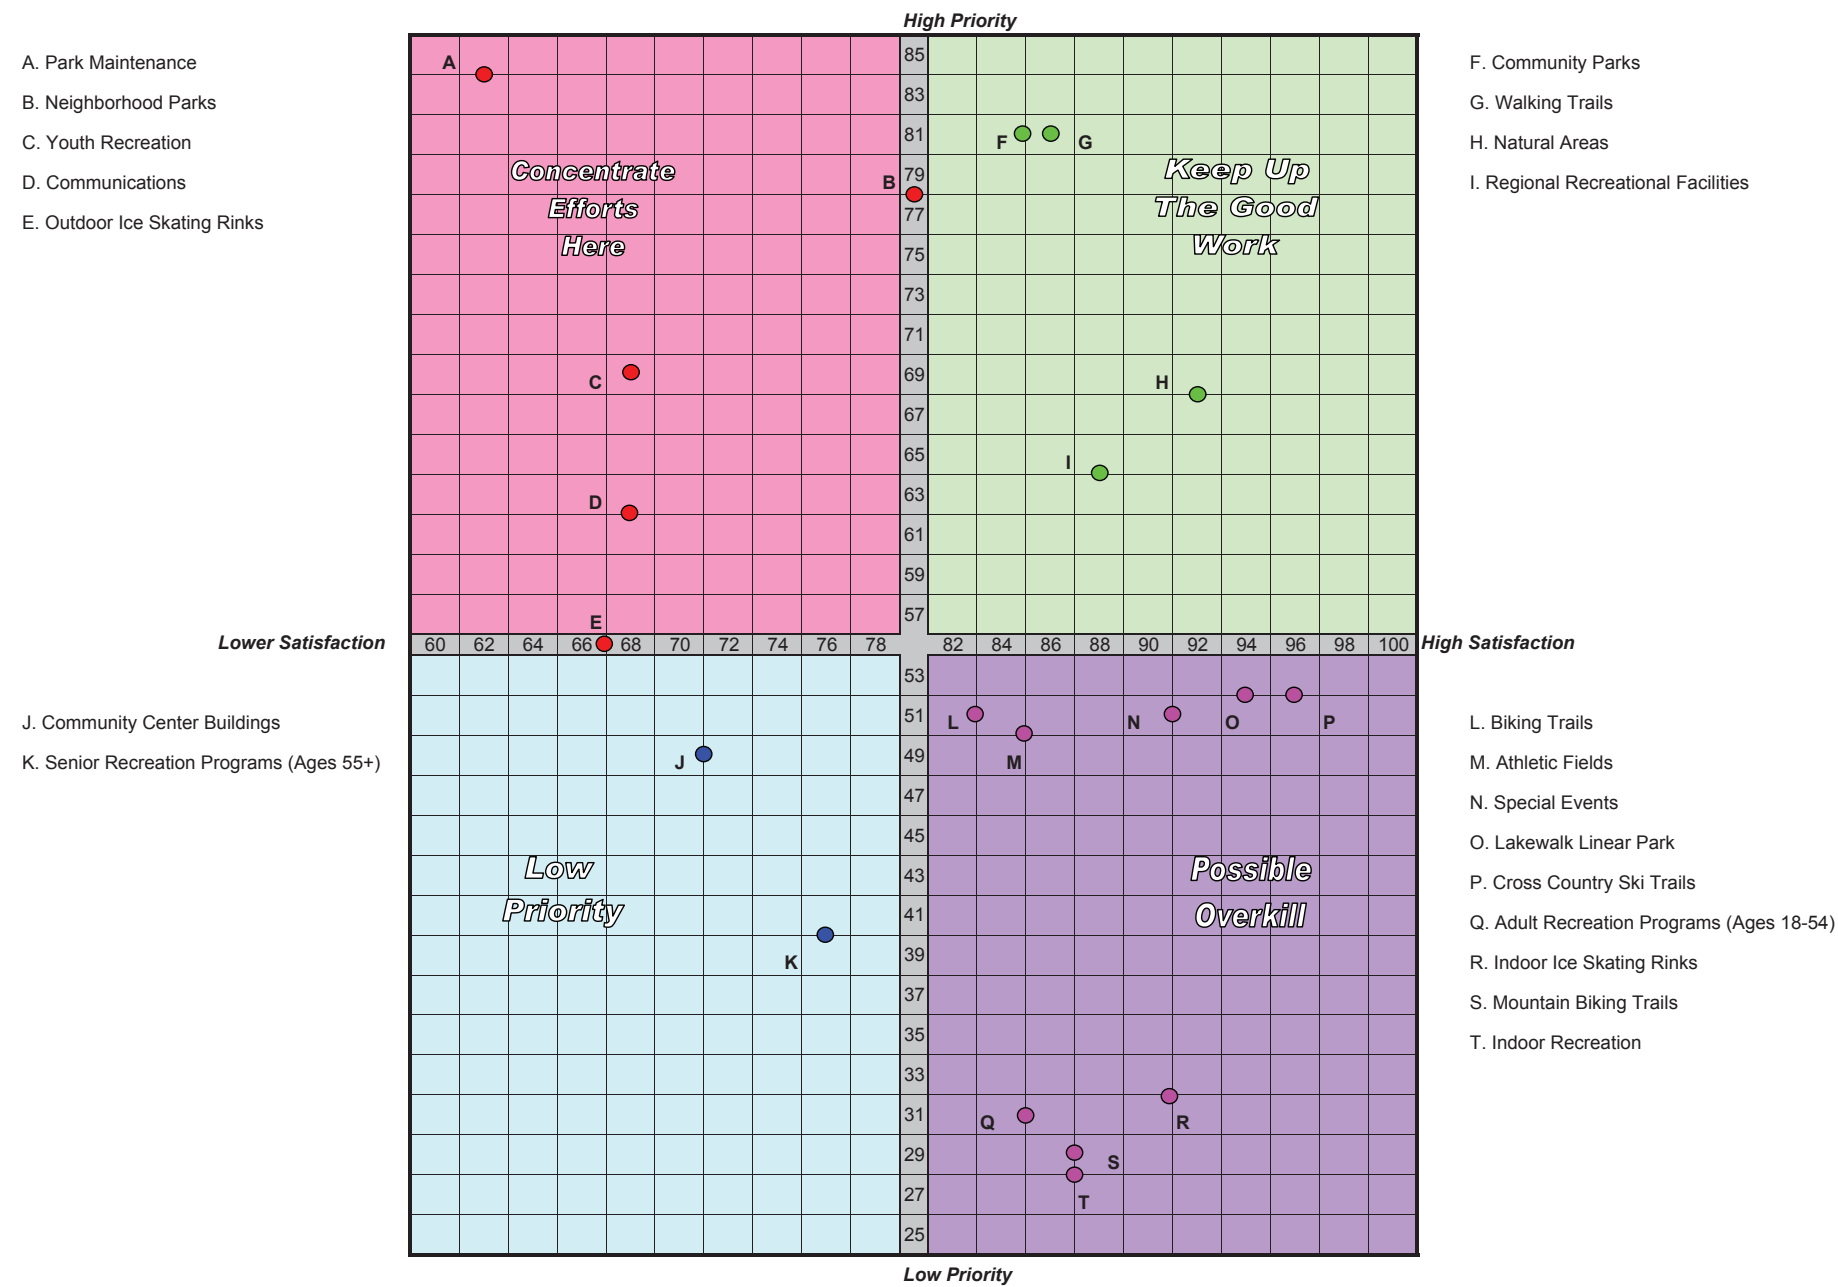 High Priority
A. Park Maintenance
B. Neighborhood Parks
C. Youth Recreation
D. Communications
E. Outdoor Ice Skating Rinks
F. Community Parks
G. Walking Trails
H. Natural Areas
I. Regional Recreational Facilities
A
B
C
D
E
Concentrate
Efforts
Here
F
G
H
I
Keep Up
The Good
Work
85
83
81
79
77
75
73
71
69
67
65
63
61
59
57
Lower Satisfaction
60 62 64 66 68 70 72 74 76 78 82 84 86 88 90 92 94 96 98 100
High Satisfaction
53
51
49
47
45
43
41
39
37
35
33
31
29
27
25
J. Community Center Buildings
K. Senior Recreation Programs (Ages 55+)
J
K
Low
Priority
L
M
N
O
P
Possible
Overkill
Q
R
S
T
L. Biking Trails
M. Athletic Fields
N. Special Events
O. Lakewalk Linear Park
P. Cross Country Ski Trails
Q. Adult Recreation Programs (Ages 18-54)
R. Indoor Ice Skating Rinks
S. Mountain Biking Trails
T. Indoor Recreation
Low Priority